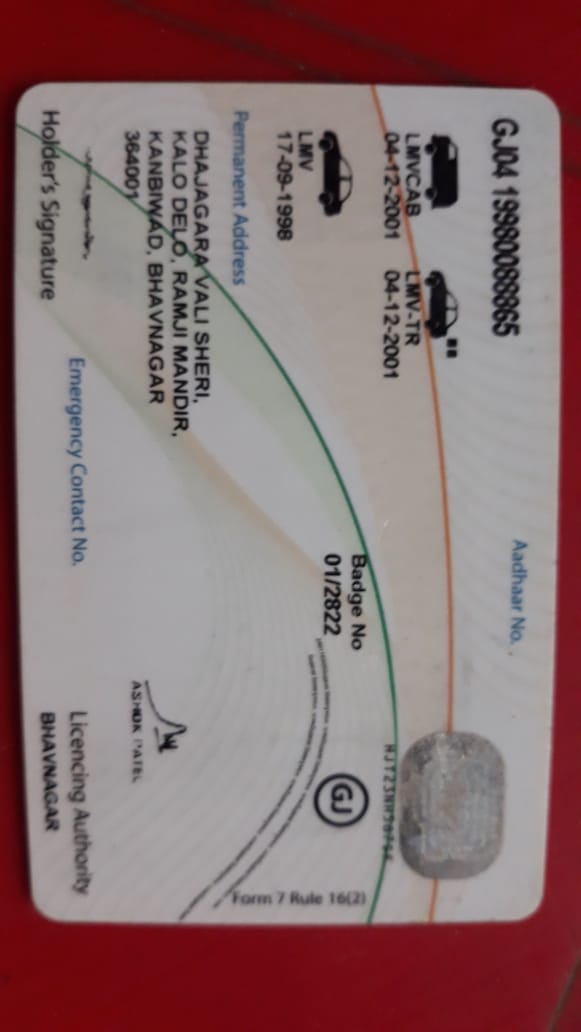 GJ04 19980088865
Aadhaar No.
LMVCAB
04-12-2001
LMV-TR
04-12-2001
LMV
17-09-1998
Badge No
01/2822
GJ
Permanent Address
DHAJAGARA VALI SHERI,
KALO DELO, RAMJI MANDIR,
KANBIWAD, BHAVNAGAR
364001
Form 7 Rule 16(2)
ASHOK PATEL
Holder's Signature
Emergency Contact No.
Licencing Authority
BHAVNAGAR